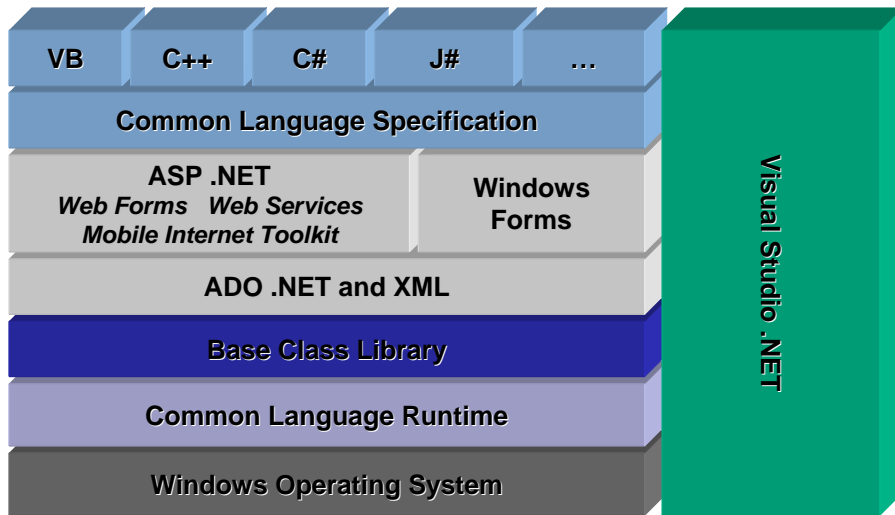 VB
C++
C#
J#
...
Common Language Specification
ASP .NET
Web Forms Web Services
Mobile Internet Toolkit
Windows
Forms
ADO .NET and XML
Base Class Library
Common Language Runtime
Windows Operating System
Visual Studio .NET